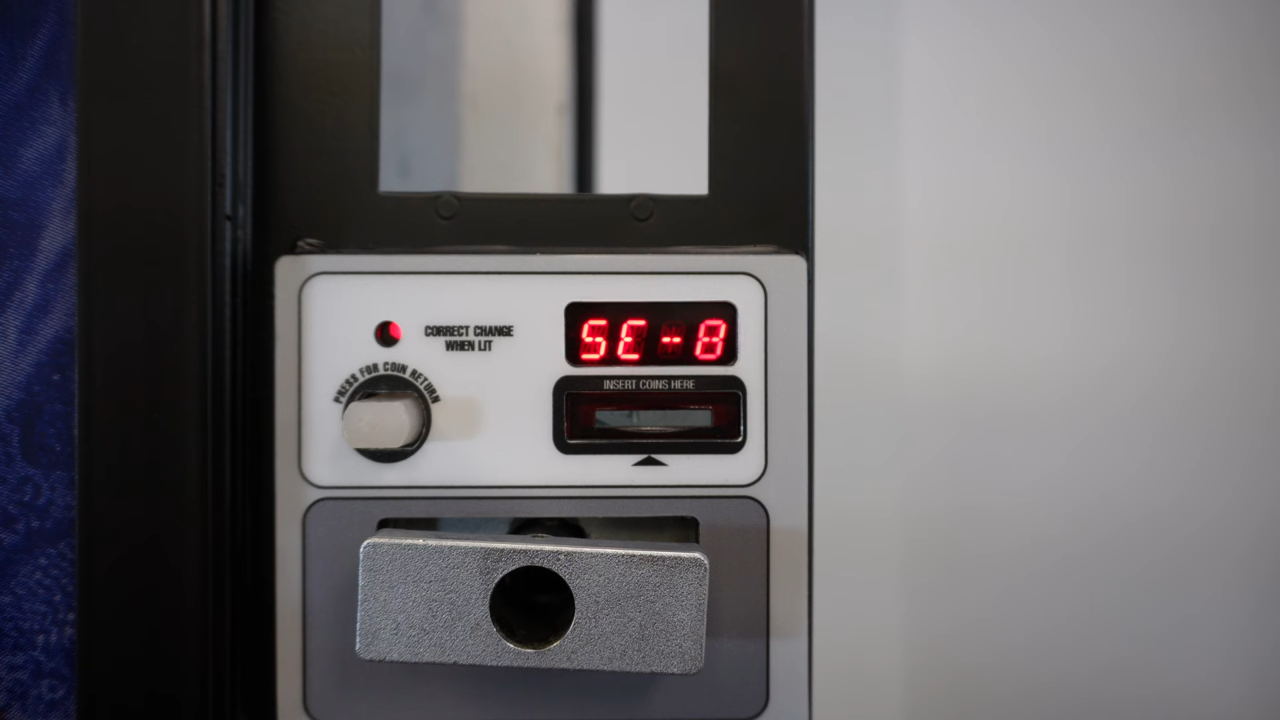 CORRECT CHANGE
WHEN LIT
SE-8
PRESS FOR COIN RETURN
INSERT COINS HERE